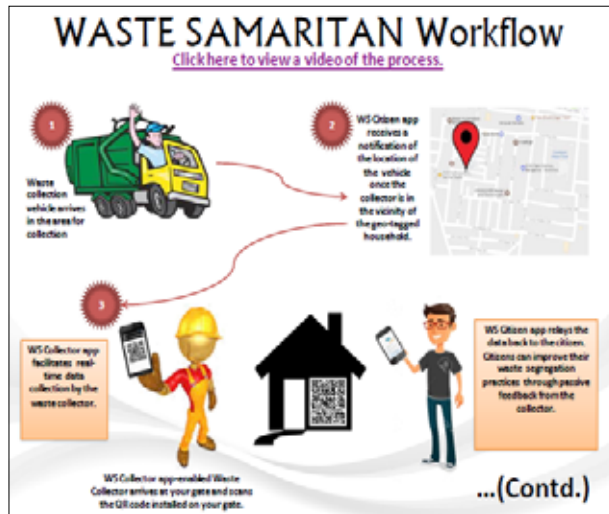 WASTE SAMARITAN Workflow
Click here to view a video of the process.
1
Waste
collection
vehicle arrives
in the area for
collection
2
WS Citizen app
receives a
notification of the
location of
the vehicle
once the
collector is in
the vicinity of
the geo-tagged
household.
3
WS Collector app
facilitates real-
time data
collection by the
waste collector.
WS Collector app-enabled Waste
Collector arrives at your gate and scans
the QR code installed on your gate.
WS Citizen app relays the
data back to the citizen.
Citizens can improve their
waste segregation
practices through passive
feedback from the
collector.
...(Contd.)